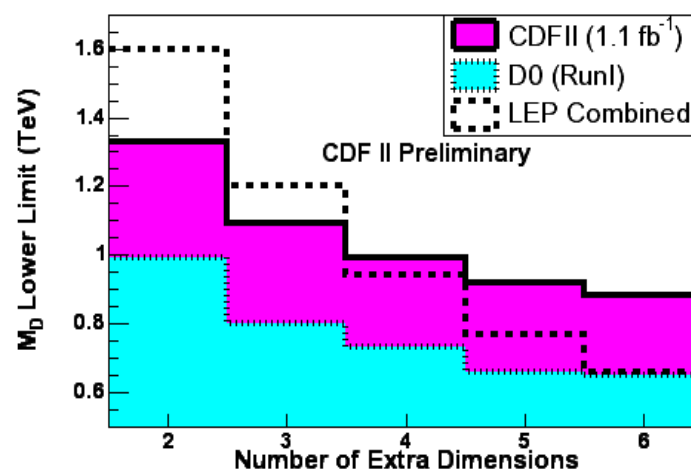 CDFII (1.1 fb⁻¹)
D0 (RunI)
LEP Combined
CDF II Preliminary
M_D Lower Limit (TeV)
1.6
1.4
1.2
1
0.8
0.6
2 3 4 5 6
Number of Extra Dimensions